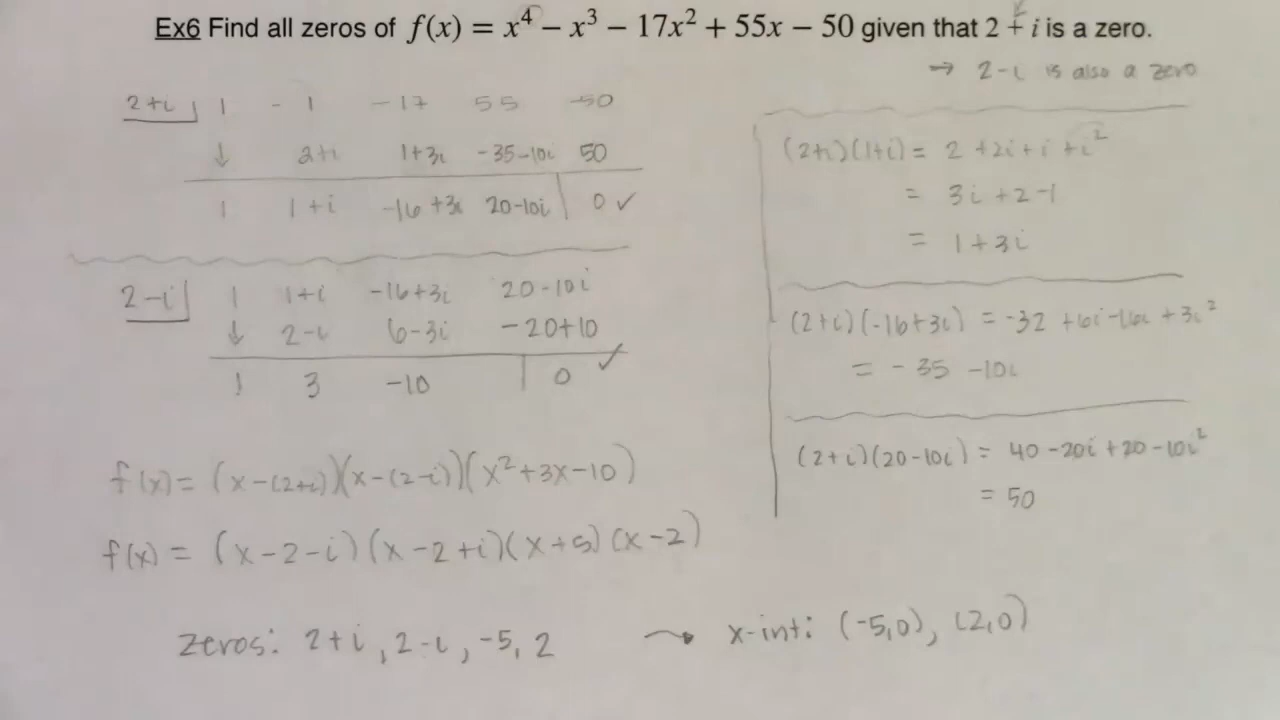 Ex6 Find all zeros of f(x) = x⁴ − x³ − 17x² + 55x − 50 given that 2 + i is a zero.
→ 2-i is also a zero
2+i | 1 -1 -17 55 -50
↓ 2+i 1+3i -35-10i 50
1 1+i -16+3i 20-10i | 0 ✓
2-i | 1 1+i -16+3i 20-10i
↓ 2-i 6-3i -20+10
1 3 -10 | 0 ✓
f(x) = (x-(2+i))(x-(2-i))(x²+3x-10)
f(x) = (x-2-i)(x-2+i)(x+5)(x-2)
zeros: 2+i, 2-i, -5, 2 → x-int: (-5,0), (2,0)
(2+i)(1+i) = 2+2i+i+i²
= 3i+2-1
= 1+3i
(2+i)(-16+3i) = -32+6i-16i+3i²
= -35-10i
(2+i)(20-10i) = 40-20i+20-10i²
= 50